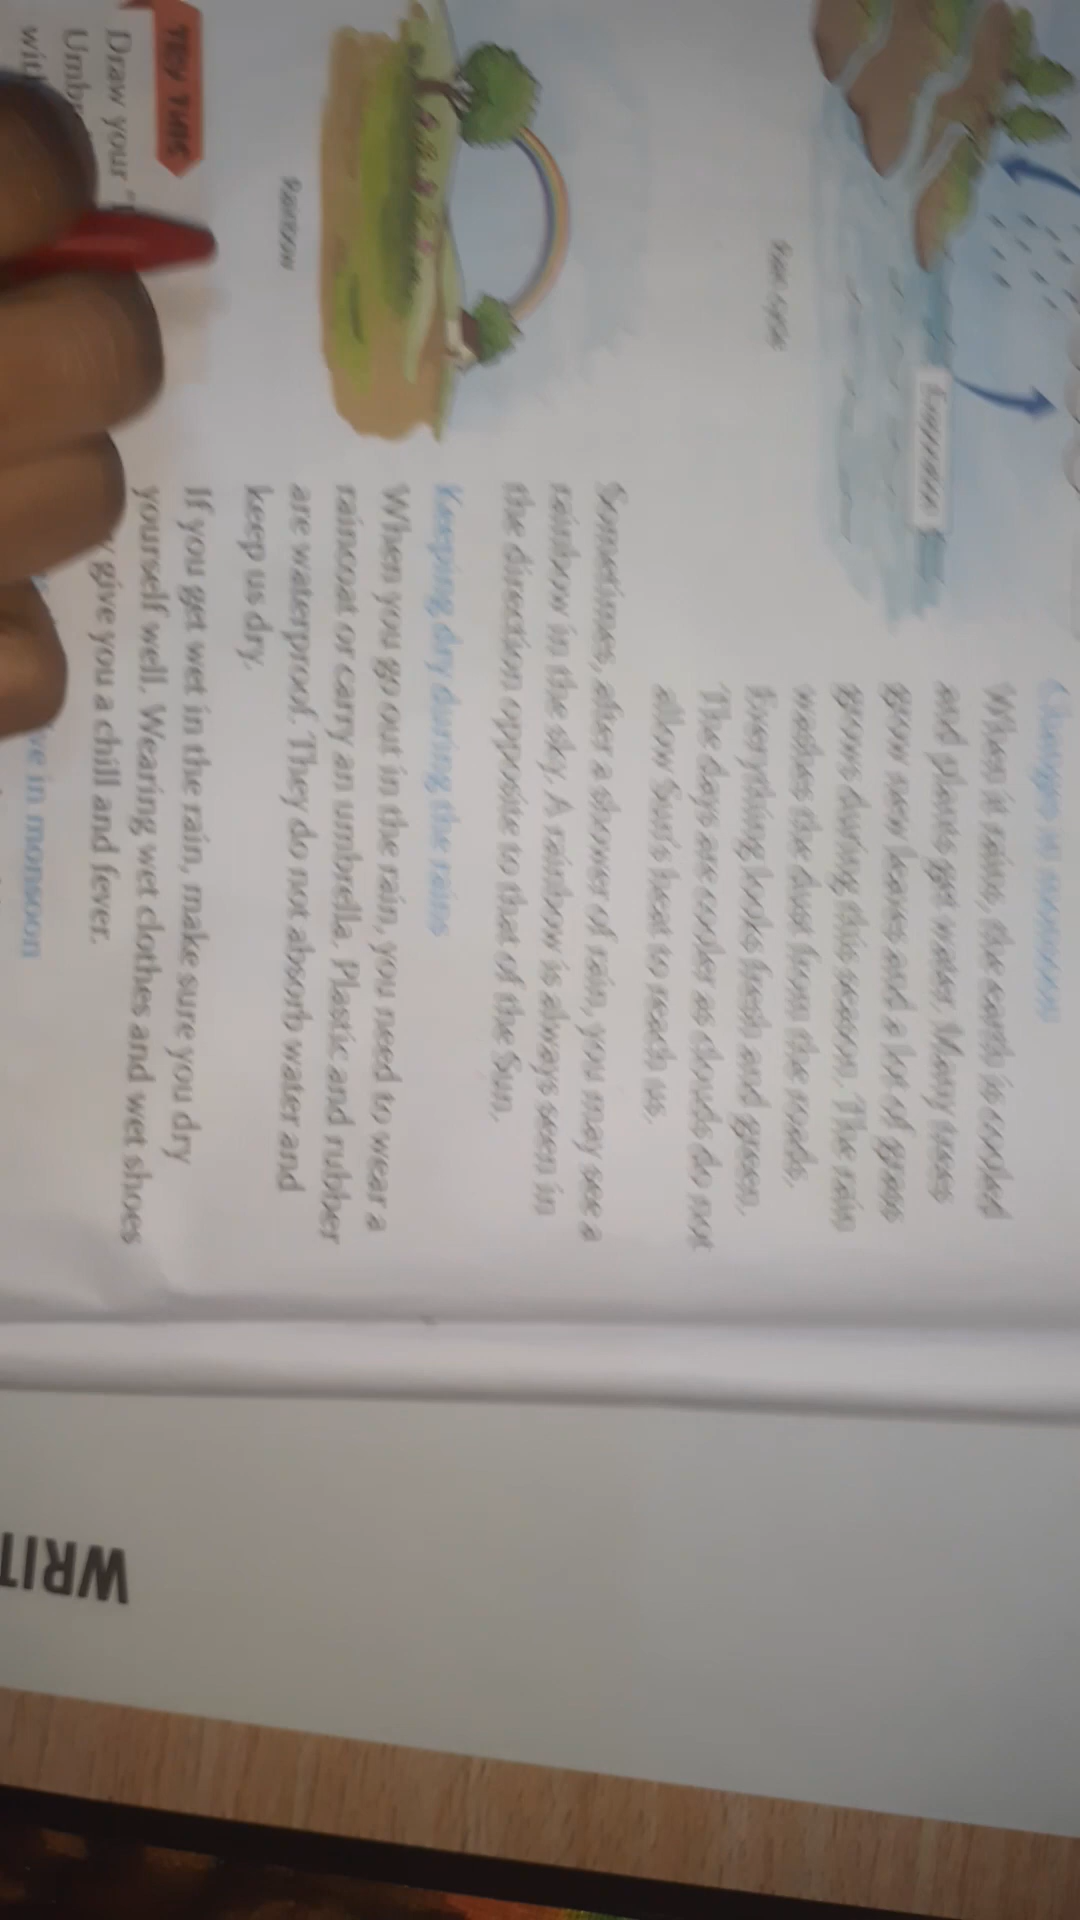 Changes in monsoon
When it rains, the earth is cooled
and plants get water. Many trees
grow new leaves and a lot of grass
grows during this season. The rain
washes the dust from the roads.
Everything looks fresh and green.
The days are cooler as clouds do not
allow Sun's heat to reach us.
Rain cycle
Sometimes, after a shower of rain, you may see a
rainbow in the sky. A rainbow is always seen in
the direction opposite to that of the Sun.
Rainbow
Keeping dry during the rains
When you go out in the rain, you need to wear a
raincoat or carry an umbrella. Plastic and rubber
are waterproof. They do not absorb water and
keep us dry.
If you get wet in the rain, make sure you dry
yourself well. Wearing wet clothes and wet shoes
give you a chill and fever.
in monsoon
TRY THIS
Draw your
WRIT